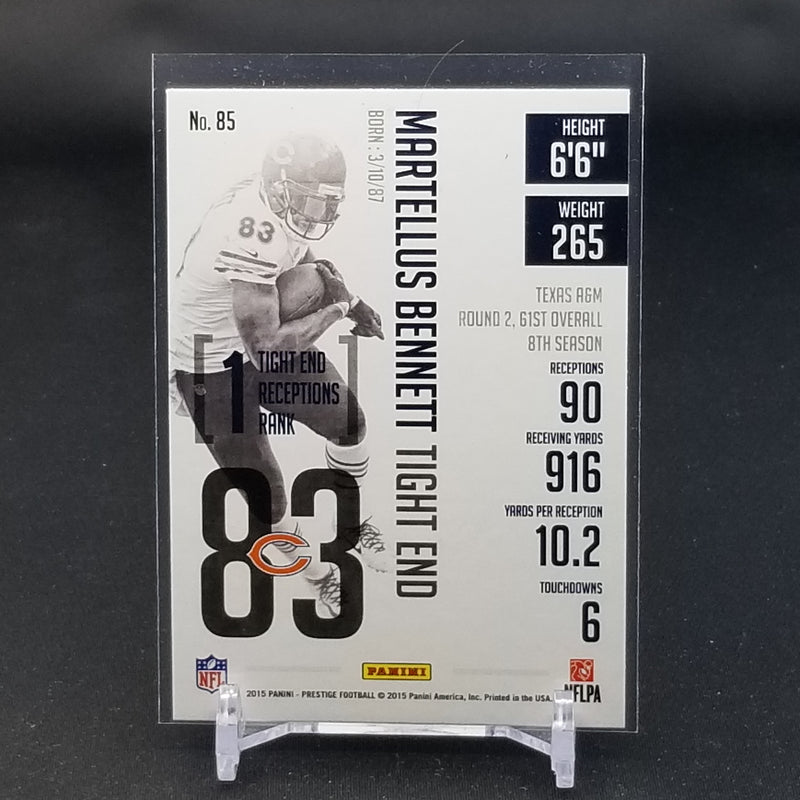 No. 85
BORN : 3/10/87
MARTELLUS BENNETT TIGHT END
HEIGHT
6'6"
WEIGHT
265
TEXAS A&M
ROUND 2, 61ST OVERALL
8TH SEASON
RECEPTIONS
90
RECEIVING YARDS
916
YARDS PER RECEPTION
10.2
TOUCHDOWNS
6
83
[1] TIGHT END
RECEPTIONS
RANK
83
NFL
PANINI
NFLPA
2015 PANINI - PRESTIGE FOOTBALL © 2015 Panini America, Inc. Printed in the USA.